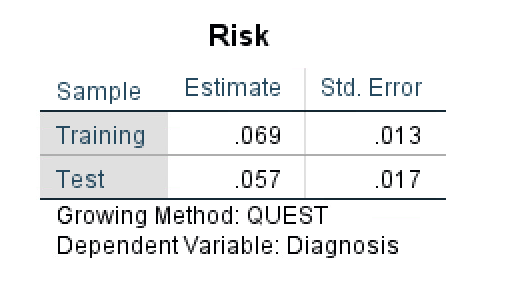 Risk
Sample Estimate Std. Error
Training .069 .013
Test .057 .017
Growing Method: QUEST
Dependent Variable: Diagnosis